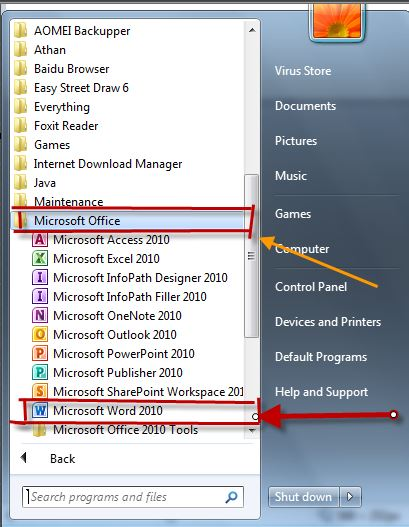 AOMEI Backupper
Athan
Baidu Browser
Easy Street Draw 6
Everything
Foxit Reader
Games
Internet Download Manager
Java
Maintenance
Microsoft Office
Microsoft Access 2010
Microsoft Excel 2010
Microsoft InfoPath Designer 2010
Microsoft InfoPath Filler 2010
Microsoft OneNote 2010
Microsoft Outlook 2010
Microsoft PowerPoint 2010
Microsoft Publisher 2010
Microsoft SharePoint Workspace 201
Microsoft Word 2010
Microsoft Office 2010 Tools
Back
Search programs and files
Virus Store
Documents
Pictures
Music
Games
Computer
Control Panel
Devices and Printers
Default Programs
Help and Support
Shut down